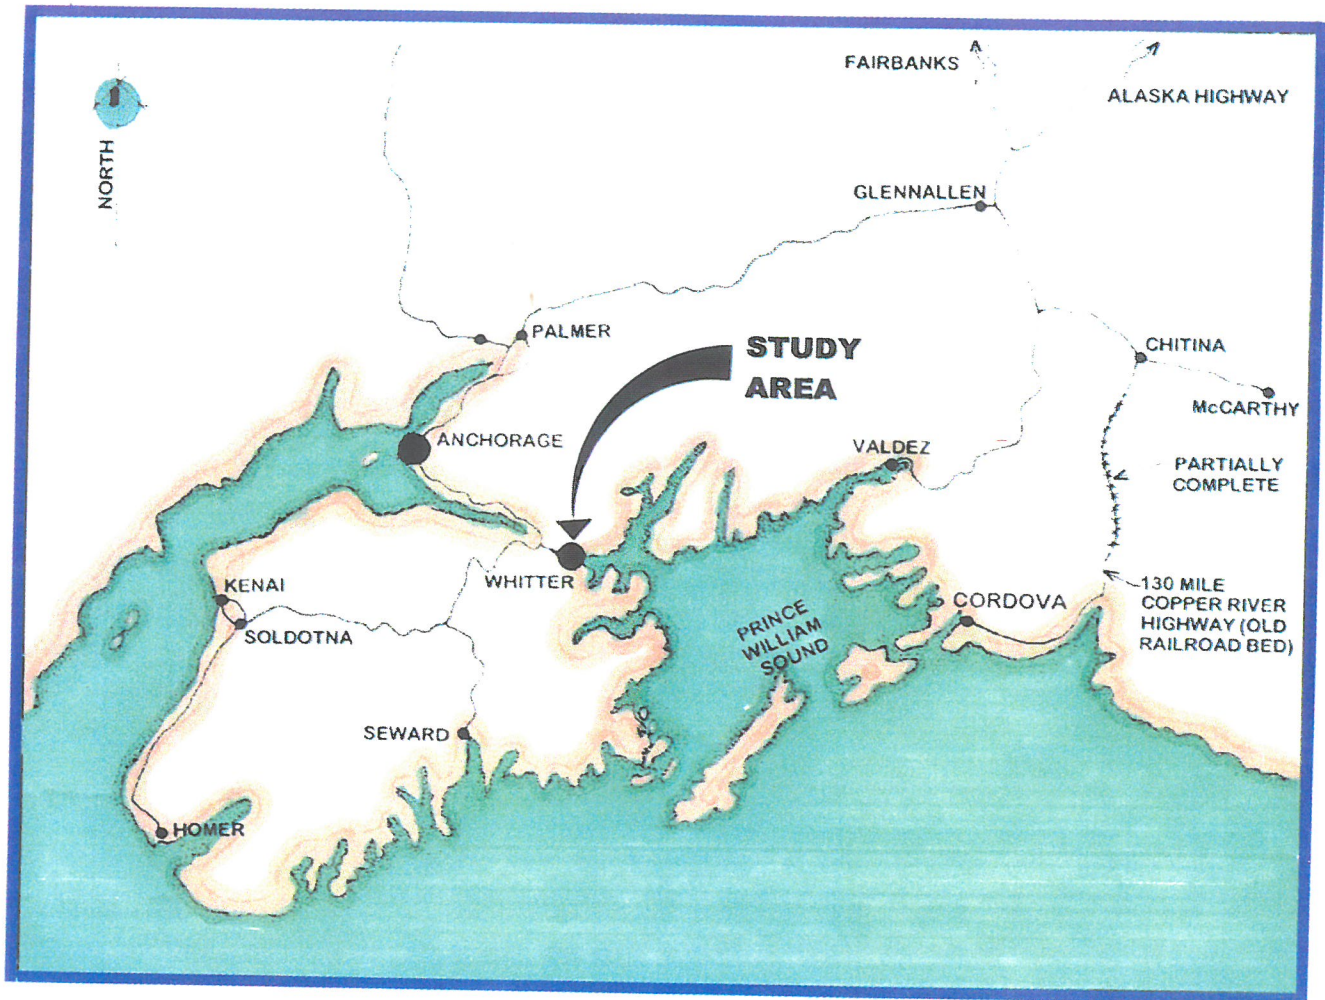 FAIRBANKS
ALASKA HIGHWAY
NORTH
GLENNALLEN
PALMER
STUDY
AREA
CHITINA
McCARTHY
ANCHORAGE
VALDEZ
PARTIALLY
COMPLETE
WHITTER
KENAI
SOLDOTNA
PRINCE
WILLIAM
SOUND
CORDOVA
130 MILE
COPPER RIVER
HIGHWAY (OLD
RAILROAD BED)
SEWARD
HOMER